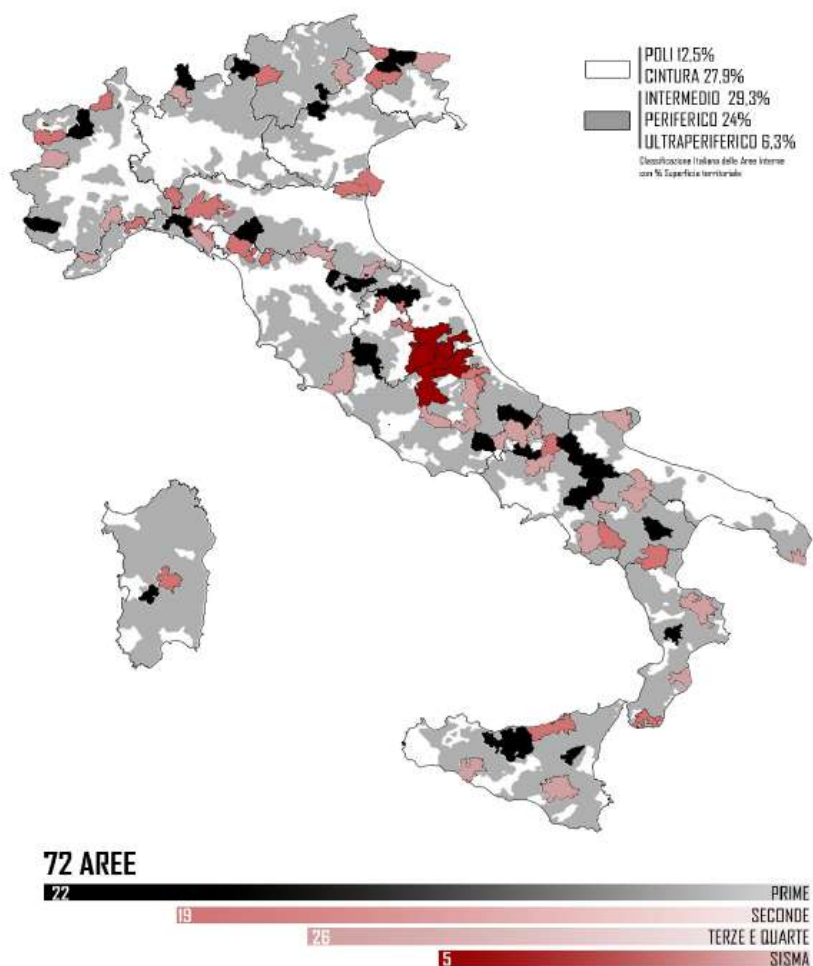 POLI 12,5%
CINTURA 27,9%
INTERMEDIO 29,3%
PERIFERICO 24%
ULTRAPERIFERICO 6,3%
Classificazione Italiana delle Aree Interne
con % Superficie territoriale
72 AREE
22 PRIME
19 SECONDE
26 TERZE E QUARTE
5 SISMA